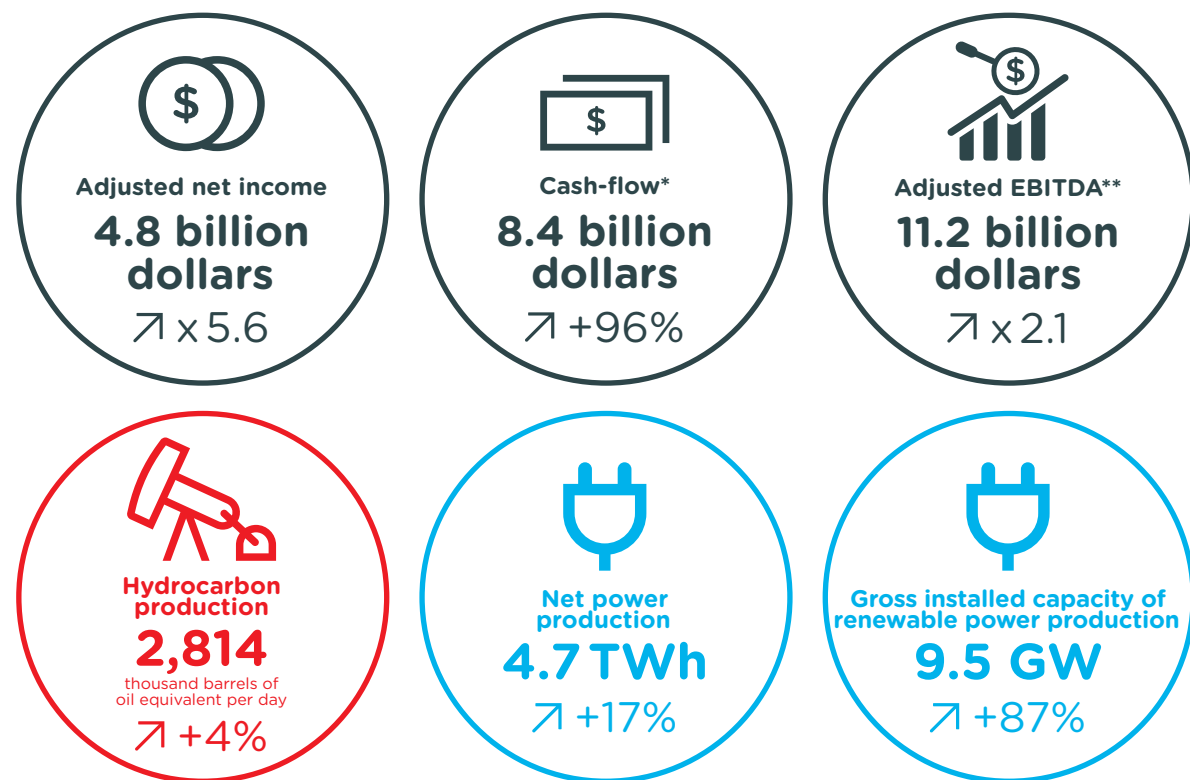 $
Adjusted net income
4.8 billion
dollars
↗ x 5.6
$
Cash-flow*
8.4 billion
dollars
↗ +96%
$
Adjusted EBITDA**
11.2 billion
dollars
↗ x 2.1
Hydrocarbon
production
2,814
thousand barrels of
oil equivalent per day
↗ +4%
Net power
production
4.7 TWh
↗ +17%
Gross installed capacity of
renewable power production
9.5 GW
↗ +87%